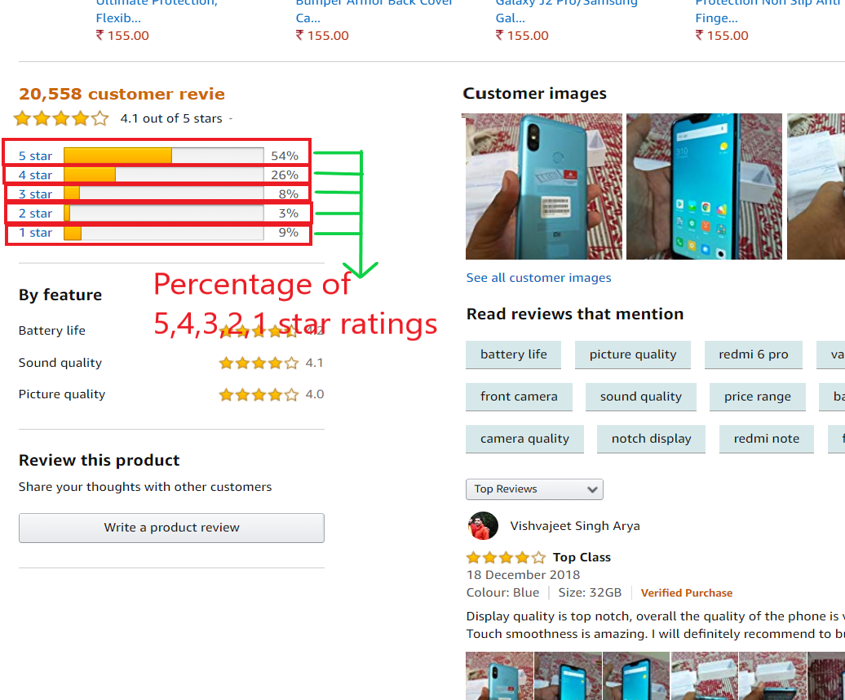 Ultimate Protection, Flexib...
₹ 155.00
Bumper Armor Back Cover Ca...
₹ 155.00
Galaxy J2 Pro/Samsung Gal...
₹ 155.00
Protection Non Slip Anti Finge...
₹ 155.00
20,558 customer revie
4.1 out of 5 stars
5 star 54%
4 star 26%
3 star 8%
2 star 3%
1 star 9%
Percentage of
5,4,3,2,1 star ratings
By feature
Battery life 4.2
Sound quality 4.1
Picture quality 4.0
Review this product
Share your thoughts with other customers
Write a product review
Customer images
See all customer images
Read reviews that mention
battery life picture quality redmi 6 pro va
front camera sound quality price range ba
camera quality notch display redmi note f
Top Reviews
Vishvajeet Singh Arya
Top Class
18 December 2018
Colour: Blue | Size: 32GB | Verified Purchase
Display quality is top notch, overall the quality of the phone is v
Touch smoothness is amazing. I will definitely recommend to bu